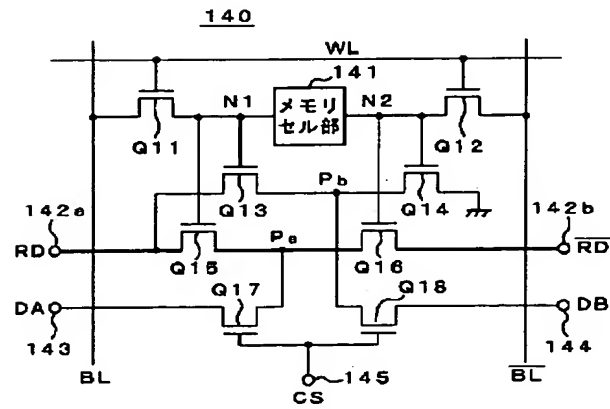 140
WL
141
N1
メモリ
セル部
N2
Q11
Q12
Q13
Pb
Q14
142a
142b
RD
Q15
Pa
Q16
RD
Q17
Q18
DA
DB
143
144
BL
145
BL
CS